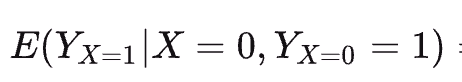 E(Y_{X=1}|X = 0, Y_{X=0} = 1) =